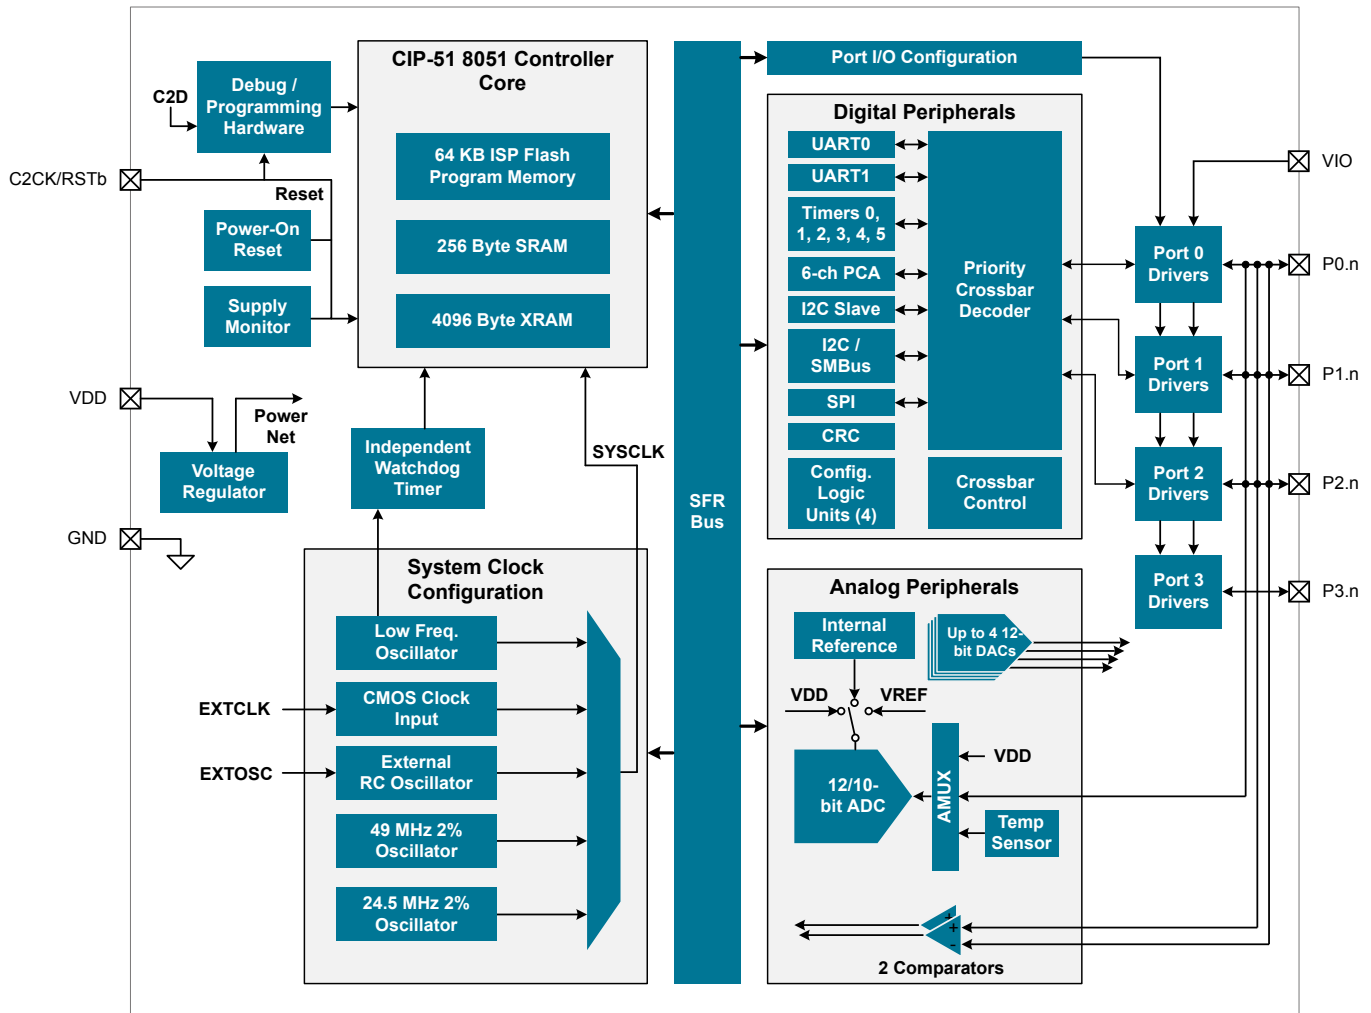 CIP-51 8051 Controller
Core
64 KB ISP Flash
Program Memory
256 Byte SRAM
4096 Byte XRAM
C2D
Debug /
Programming
Hardware
C2CK/RSTb
Reset
Power-On
Reset
Supply
Monitor
VDD
Power
Net
Voltage
Regulator
GND
Independent
Watchdog
Timer
SYSCLK
System Clock
Configuration
Low Freq.
Oscillator
EXTCLK
CMOS Clock
Input
EXTOSC
External
RC Oscillator
49 MHz 2%
Oscillator
24.5 MHz 2%
Oscillator
SFR
Bus
Port I/O Configuration
Digital Peripherals
UART0
UART1
Timers 0,
1, 2, 3, 4, 5
6-ch PCA
I2C Slave
I2C /
SMBus
SPI
CRC
Config.
Logic
Units (4)
Priority
Crossbar
Decoder
Crossbar
Control
Analog Peripherals
Internal
Reference
Up to 4 12-
bit DACs
VDD
VREF
12/10-
bit ADC
AMUX
VDD
Temp
Sensor
+
+
-
2 Comparators
Port 0
Drivers
Port 1
Drivers
Port 2
Drivers
Port 3
Drivers
VIO
P0.n
P1.n
P2.n
P3.n